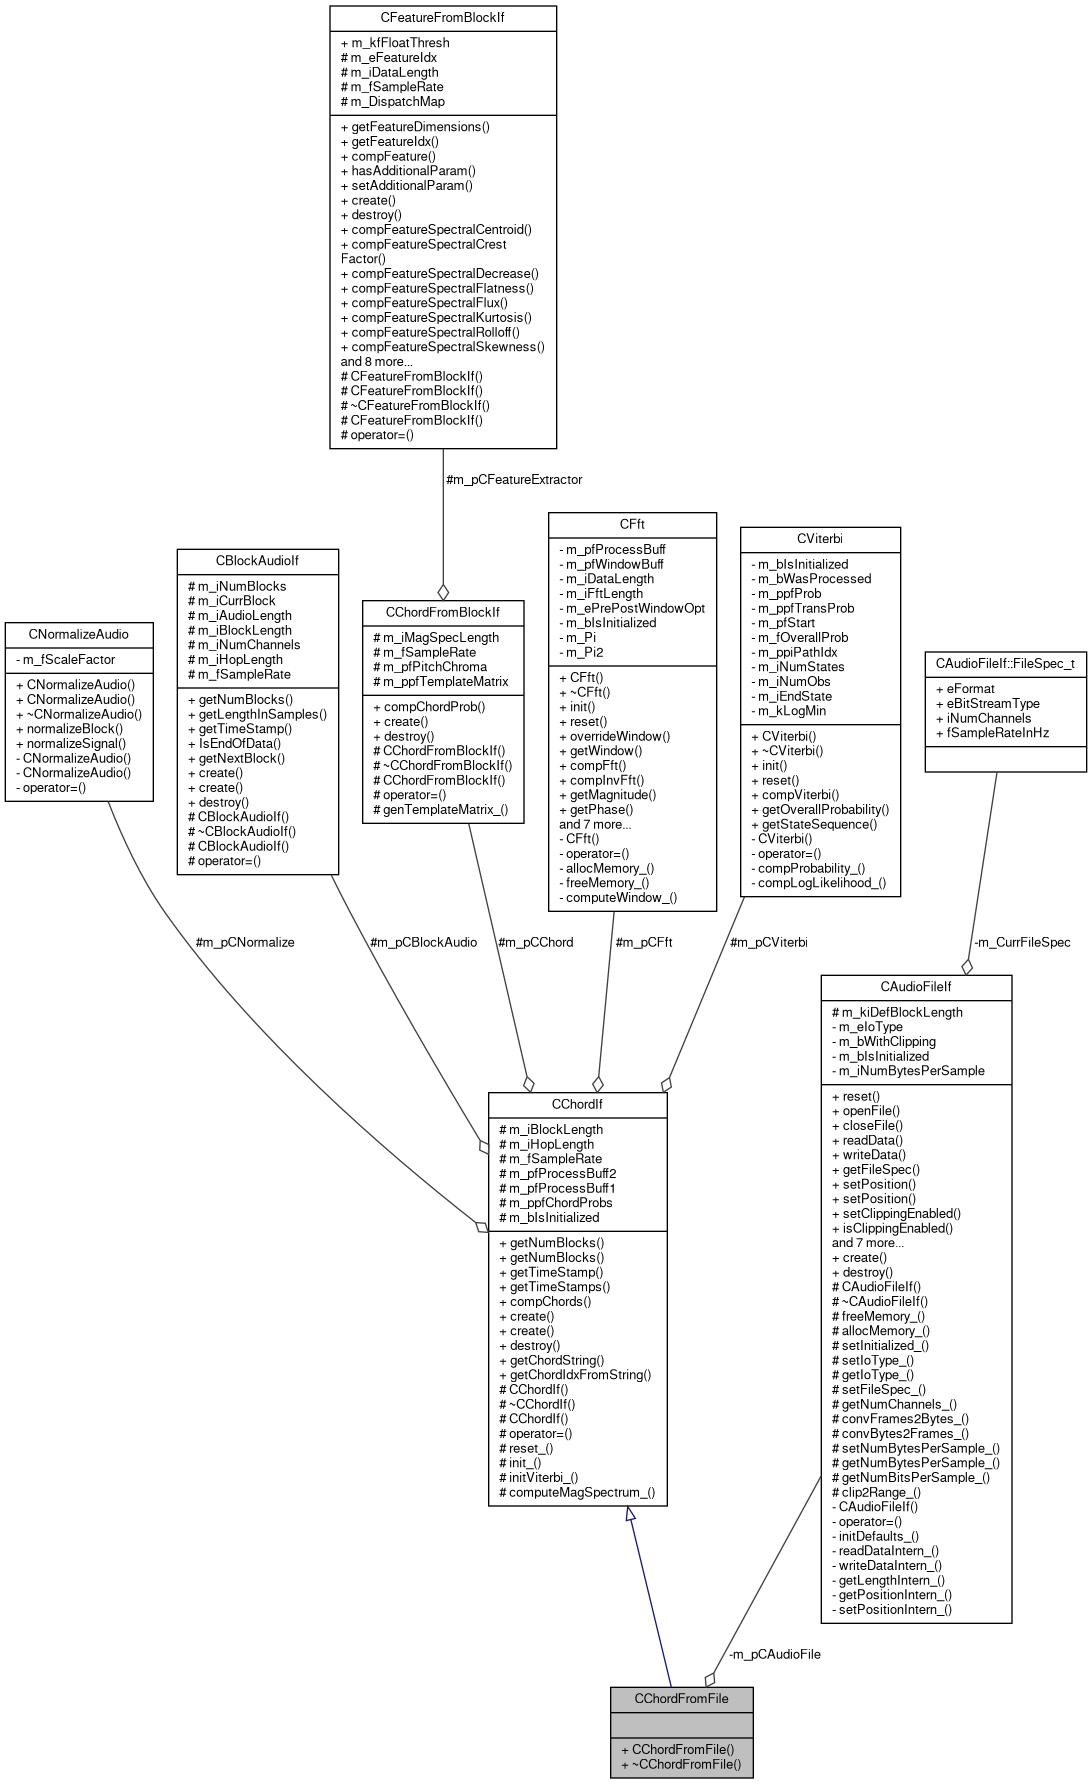 CFeatureFromBlockIf
+ m_kfFloatThresh
# m_eFeatureIdx
# m_iDataLength
# m_fSampleRate
# m_DispatchMap
+ getFeatureDimensions()
+ getFeatureIdx()
+ compFeature()
+ hasAdditionalParam()
+ setAdditionalParam()
+ create()
+ destroy()
+ compFeatureSpectralCentroid()
+ compFeatureSpectralCrest
Factor()
+ compFeatureSpectralDecrease()
+ compFeatureSpectralFlatness()
+ compFeatureSpectralFlux()
+ compFeatureSpectralKurtosis()
+ compFeatureSpectralRolloff()
+ compFeatureSpectralSkewness()
and 8 more...
# CFeatureFromBlockIf()
# CFeatureFromBlockIf()
# ~CFeatureFromBlockIf()
# CFeatureFromBlockIf()
# operator=()
#m_pCFeatureExtractor
CNormalizeAudio
- m_fScaleFactor
+ CNormalizeAudio()
+ CNormalizeAudio()
+ ~CNormalizeAudio()
+ normalizeBlock()
+ normalizeSignal()
- CNormalizeAudio()
- CNormalizeAudio()
- operator=()
CBlockAudioIf
# m_iNumBlocks
# m_iCurrBlock
# m_iAudioLength
# m_iBlockLength
# m_iNumChannels
# m_iHopLength
# m_fSampleRate
+ getNumBlocks()
+ getLengthInSamples()
+ getTimeStamp()
+ IsEndOfData()
+ getNextBlock()
+ create()
+ create()
+ destroy()
# CBlockAudioIf()
# ~CBlockAudioIf()
# CBlockAudioIf()
# operator=()
CChordFromBlockIf
# m_iMagSpecLength
# m_fSampleRate
# m_pfPitchChroma
# m_ppfTemplateMatrix
+ compChordProb()
+ create()
+ destroy()
# CChordFromBlockIf()
# ~CChordFromBlockIf()
# CChordFromBlockIf()
# operator=()
# genTemplateMatrix_()
CFft
- m_pfProcessBuff
- m_pfWindowBuff
- m_iDataLength
- m_iFftLength
- m_ePrePostWindowOpt
- m_bIsInitialized
- m_Pi
- m_Pi2
+ CFft()
+ ~CFft()
+ init()
+ reset()
+ overrideWindow()
+ getWindow()
+ compFft()
+ compInvFft()
+ getMagnitude()
+ getPhase()
and 7 more...
- CFft()
- operator=()
- allocMemory_()
- freeMemory_()
- computeWindow_()
CViterbi
- m_bIsInitialized
- m_bWasProcessed
- m_ppfProb
- m_ppfTransProb
- m_pfStart
- m_fOverallProb
- m_ppiPathIdx
- m_iNumStates
- m_iNumObs
- m_iEndState
- m_kLogMin
+ CViterbi()
+ ~CViterbi()
+ init()
+ reset()
+ compViterbi()
+ getOverallProbability()
+ getStateSequence()
- CViterbi()
- operator=()
- compProbability_()
- compLogLikelihood_()
CAudioFileIf::FileSpec_t
+ eFormat
+ eBitStreamType
+ iNumChannels
+ fSampleRateInHz
#m_pCNormalize
#m_pCBlockAudio
#m_pCChord
#m_pCFft
#m_pCViterbi
-m_CurrFileSpec
CChordIf
# m_iBlockLength
# m_iHopLength
# m_fSampleRate
# m_pfProcessBuff2
# m_pfProcessBuff1
# m_ppfChordProbs
# m_bIsInitialized
+ getNumBlocks()
+ getNumBlocks()
+ getTimeStamp()
+ getTimeStamps()
+ compChords()
+ create()
+ create()
+ destroy()
+ getChordString()
+ getChordIdxFromString()
# CChordIf()
# ~CChordIf()
# CChordIf()
# operator=()
# reset_()
# init_()
# initViterbi_()
# computeMagSpectrum_()
CAudioFileIf
# m_kiDefBlockLength
- m_eIoType
- m_bWithClipping
- m_bIsInitialized
- m_iNumBytesPerSample
+ reset()
+ openFile()
+ closeFile()
+ readData()
+ writeData()
+ getFileSpec()
+ setPosition()
+ setPosition()
+ setClippingEnabled()
+ isClippingEnabled()
and 7 more...
+ create()
+ destroy()
# CAudioFileIf()
# ~CAudioFileIf()
# freeMemory_()
# allocMemory_()
# setInitialized_()
# setIoType_()
# getIoType_()
# setFileSpec_()
# getNumChannels_()
# convFrames2Bytes_()
# convBytes2Frames_()
# setNumBytesPerSample_()
# getNumBytesPerSample_()
# getNumBitsPerSample_()
# clip2Range_()
- CAudioFileIf()
- operator=()
- initDefaults_()
- readDataIntern_()
- writeDataIntern_()
- getLengthIntern_()
- getPositionIntern_()
- setPositionIntern_()
-m_pCAudioFile
CChordFromFile
+ CChordFromFile()
+ ~CChordFromFile()